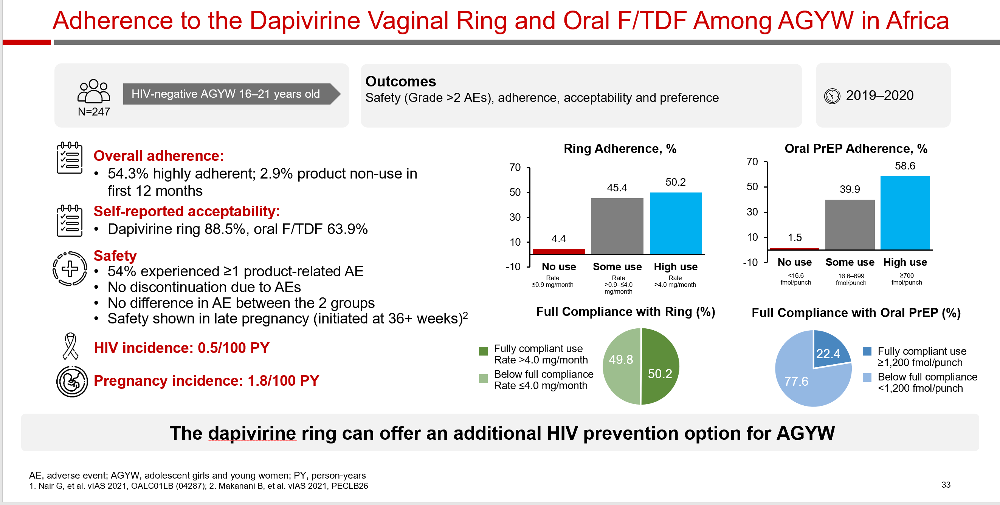 Adherence to the Dapivirine Vaginal Ring and Oral F/TDF Among AGYW in Africa
N=247
HIV-negative AGYW 16–21 years old
Outcomes
Safety (Grade >2 AEs), adherence, acceptability and preference
2019–2020
Overall adherence:
• 54.3% highly adherent; 2.9% product non-use in
first 12 months
Self-reported acceptability:
• Dapivirine ring 88.5%, oral F/TDF 63.9%
Safety
• 54% experienced ≥1 product-related AE
• No discontinuation due to AEs
• No difference in AE between the 2 groups
• Safety shown in late pregnancy (initiated at 36+ weeks)2
HIV incidence: 0.5/100 PY
Pregnancy incidence: 1.8/100 PY
Ring Adherence, %
70
50
30
10
-10
4.4
45.4
50.2
No use
Some use
High use
Rate
≤0.9 mg/month
Rate
>0.9–≤4.0
mg/month
Rate
>4.0 mg/month
Oral PrEP Adherence, %
70
50
30
10
-10
1.5
39.9
58.6
No use
Some use
High use
<16.6
fmol/punch
16.6–699
fmol/punch
≥700
fmol/punch
Full Compliance with Ring (%)
Fully compliant use
Rate >4.0 mg/month
Below full compliance
Rate ≤4.0 mg/month
49.8
50.2
Full Compliance with Oral PrEP (%)
22.4
77.6
Fully compliant use
≥1,200 fmol/punch
Below full compliance
<1,200 fmol/punch
The dapivirine ring can offer an additional HIV prevention option for AGYW
AE, adverse event; AGYW, adolescent girls and young women; PY, person-years
1. Nair G, et al. vIAS 2021, OALC01LB (04287); 2. Makanani B, et al. vIAS 2021, PECLB26
33